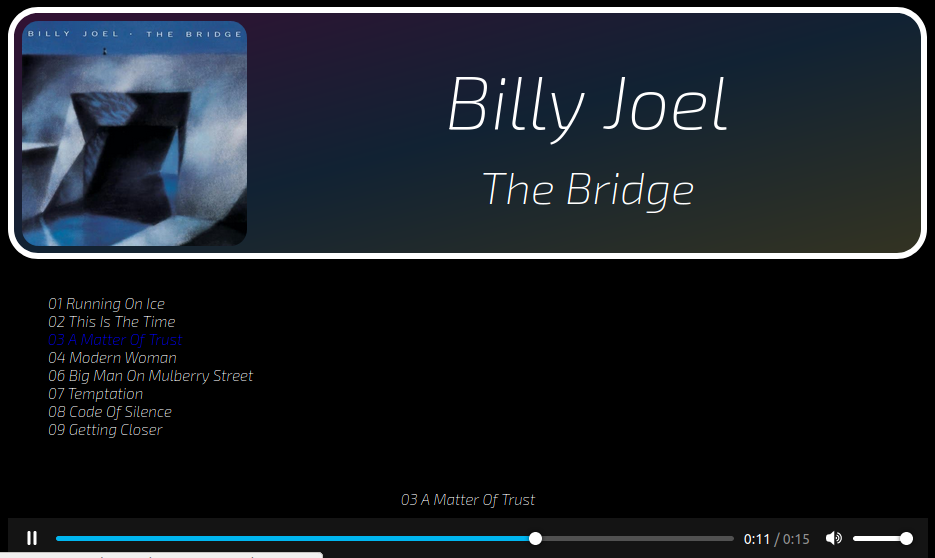 BILLY JOEL · THE BRIDGE
Billy Joel
The Bridge
01 Running On Ice
02 This Is The Time
03 A Matter Of Trust
04 Modern Woman
06 Big Man On Mulberry Street
07 Temptation
08 Code Of Silence
09 Getting Closer
03 A Matter Of Trust
0:11 / 0:15